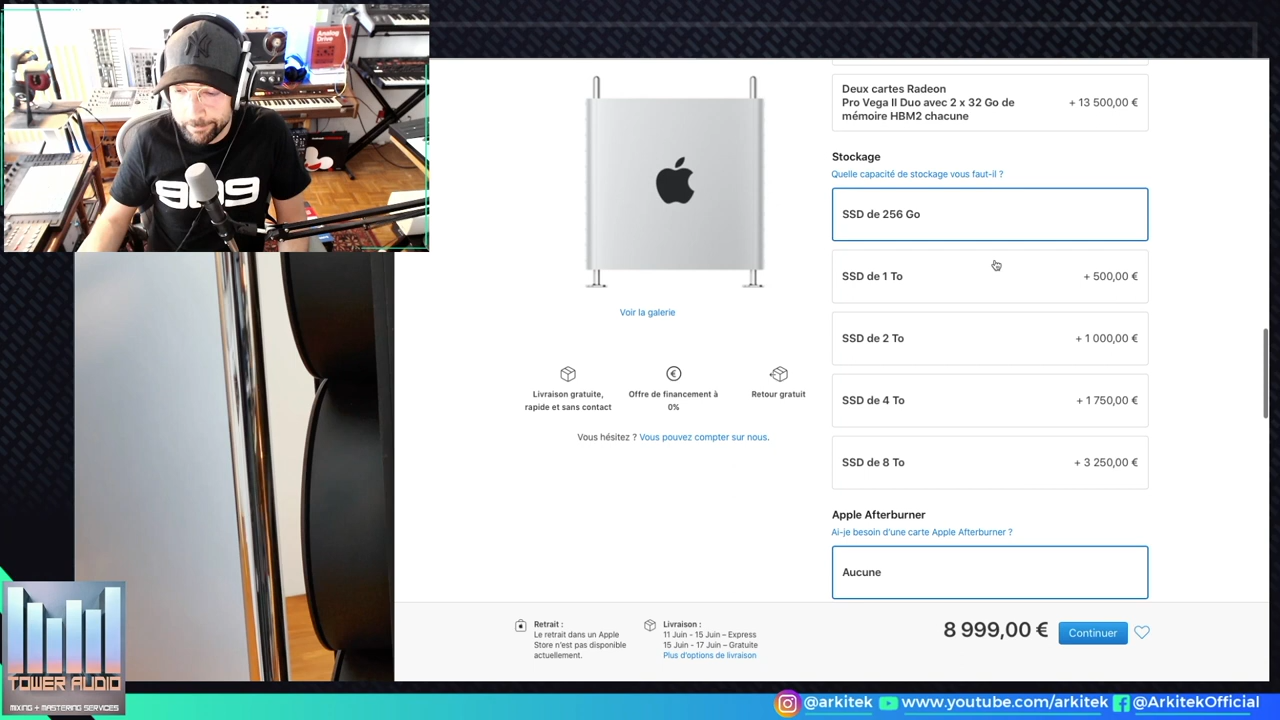 Analog
Drive
909
Deux cartes Radeon
Pro Vega II Duo avec 2 x 32 Go de
mémoire HBM2 chacune
+ 13 500,00 €
Stockage
Quelle capacité de stockage vous faut-il ?
SSD de 256 Go
SSD de 1 To
+ 500,00 €
SSD de 2 To
+ 1 000,00 €
SSD de 4 To
+ 1 750,00 €
SSD de 8 To
+ 3 250,00 €
Apple Afterburner
Ai-je besoin d'une carte Apple Afterburner ?
Aucune
Voir la galerie
Livraison gratuite,
rapide et sans contact
Offre de financement à
0%
Retour gratuit
Vous hésitez ? Vous pouvez compter sur nous.
Retrait :
Le retrait dans un Apple
Store n'est pas disponible
actuellement.
Livraison :
11 Juin - 15 Juin – Express
15 Juin - 17 Juin – Gratuite
Plus d'options de livraison
8 999,00 €
Continuer
TOWER AUDIO
MIXING + MASTERING SERVICES
@arkitek
www.youtube.com/arkitek
@ArkitekOfficial